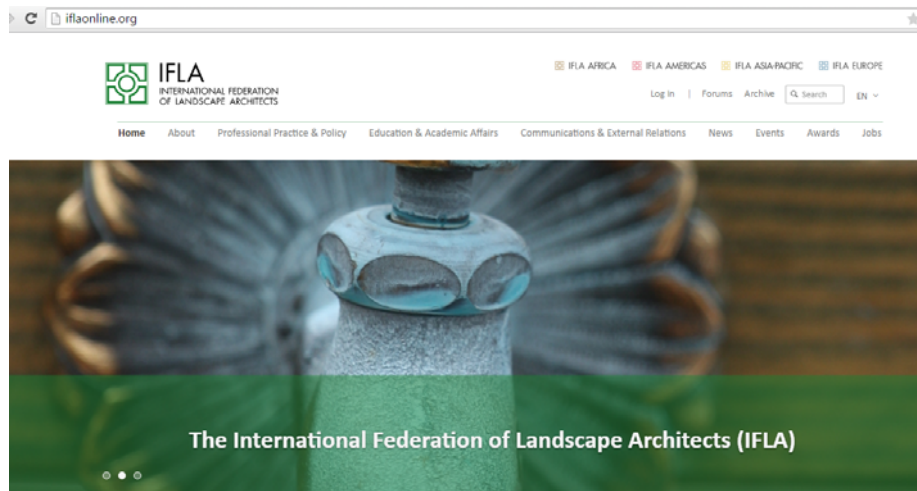 iflaonline.org
IFLA
INTERNATIONAL FEDERATION
OF LANDSCAPE ARCHITECTS
IFLA AFRICA IFLA AMERICAS IFLA ASIA-PACIFIC IFLA EUROPE
Log in | Forums Archive Search EN
Home About Professional Practice & Policy Education & Academic Affairs Communications & External Relations News Events Awards Jobs
The International Federation of Landscape Architects (IFLA)